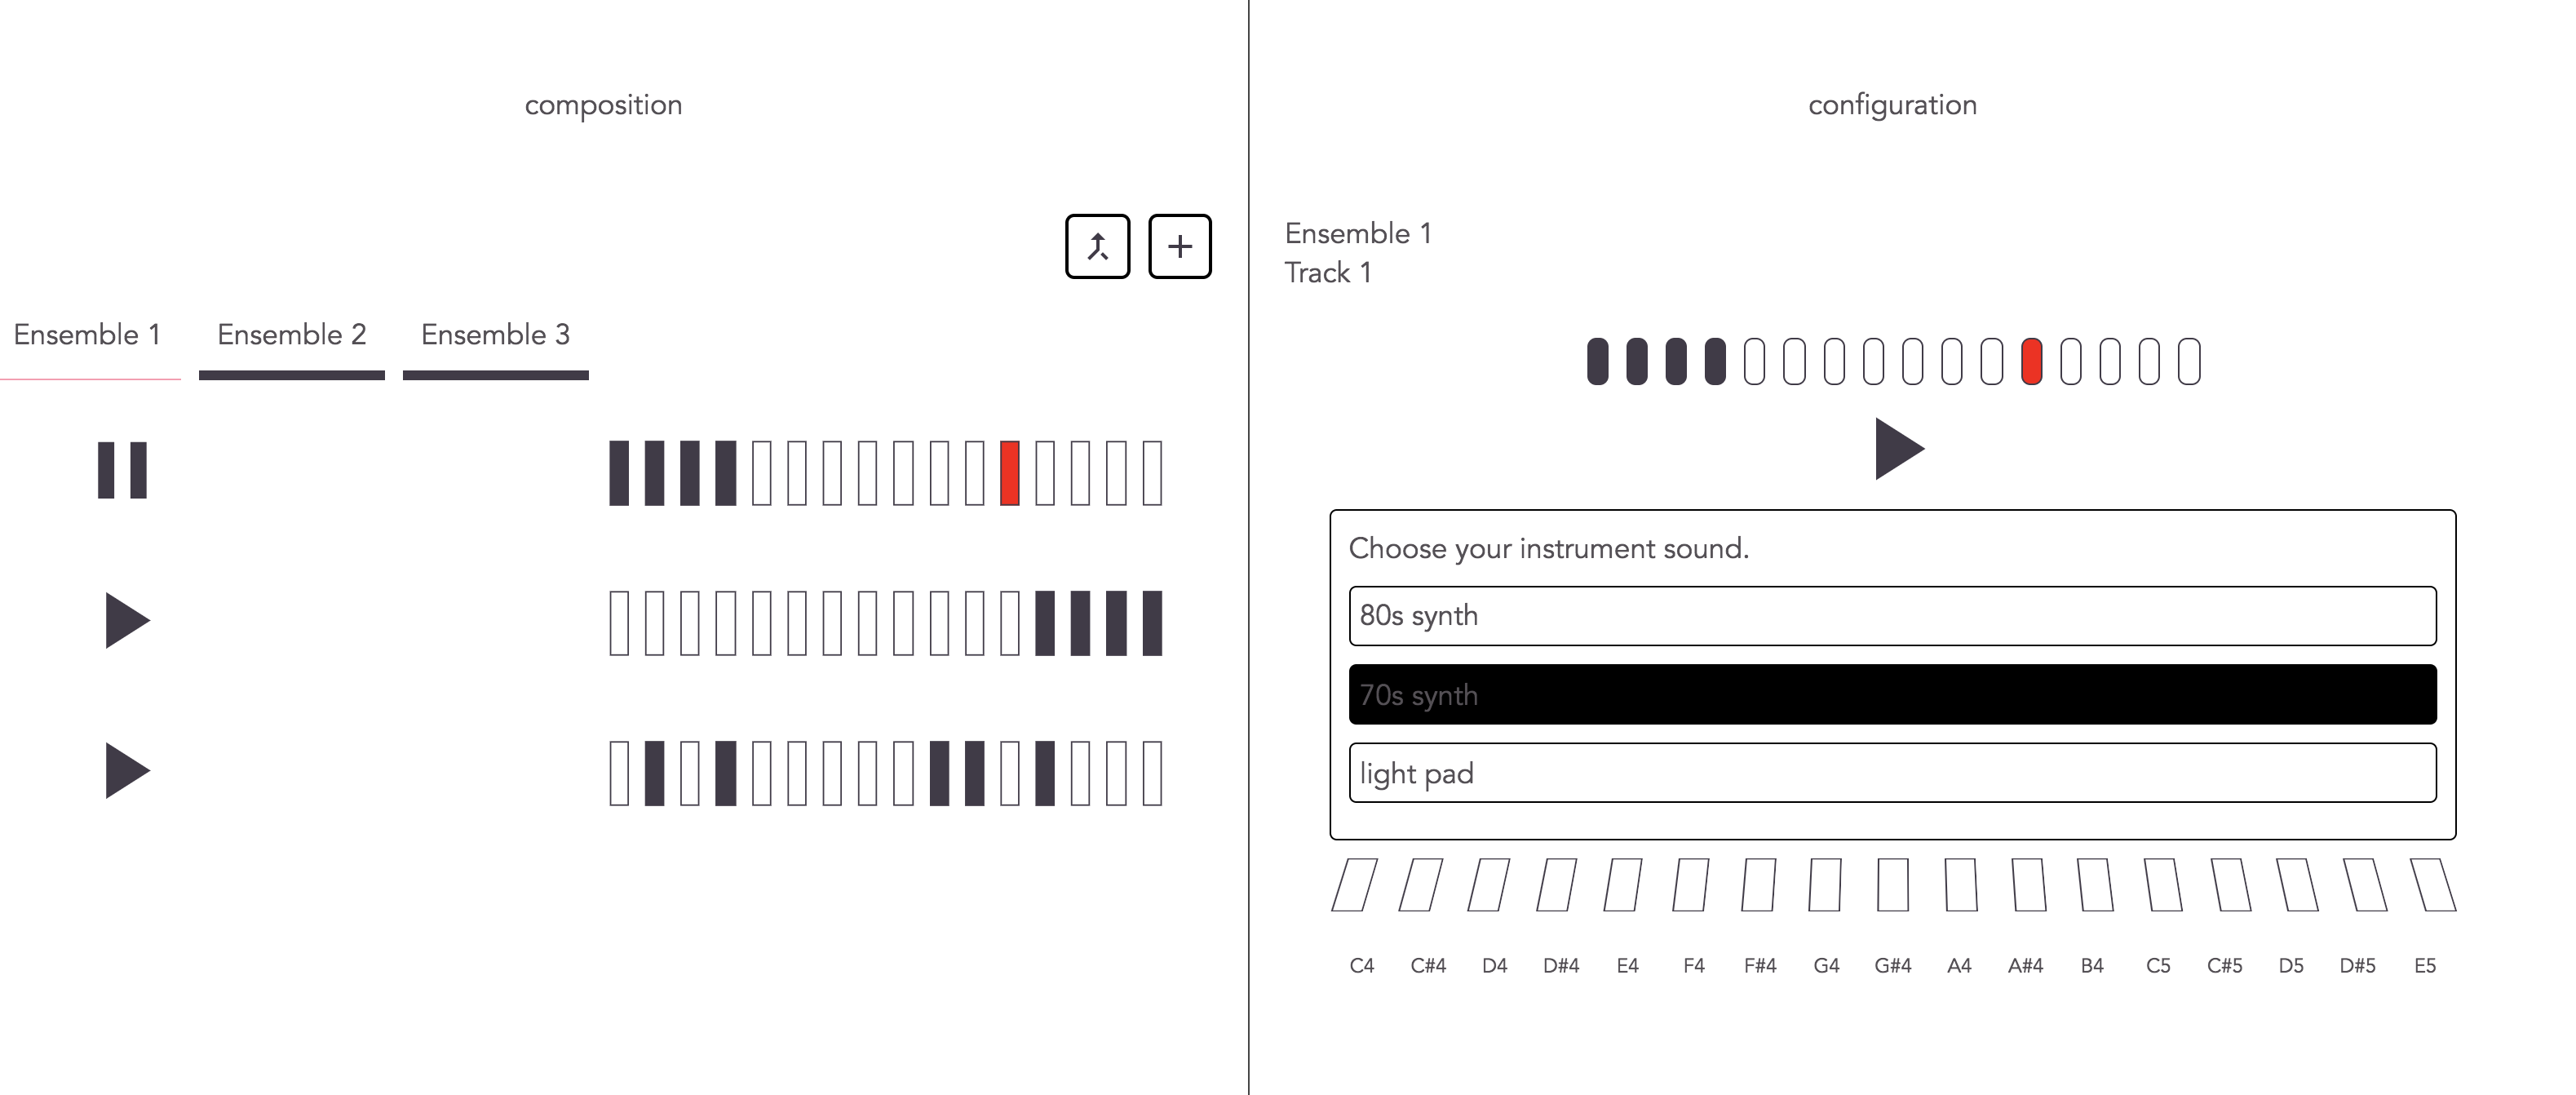 composition
Ensemble 1 Ensemble 2 Ensemble 3
configuration
Ensemble 1
Track 1
Choose your instrument sound.
80s synth
70s synth
light pad
C4 C#4 D4 D#4 E4 F4 F#4 G4 G#4 A4 A#4 B4 C5 C#5 D5 D#5 E5